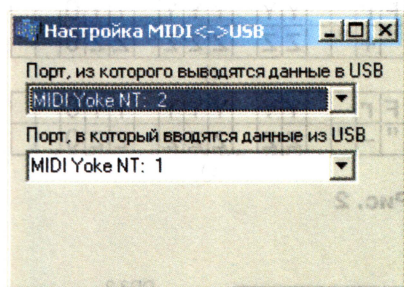 Настройка MIDI<->USB
Порт, из которого выводятся данные в USB
MIDI Yoke NT: 2
Порт, в который вводятся данные из USB
MIDI Yoke NT: 1